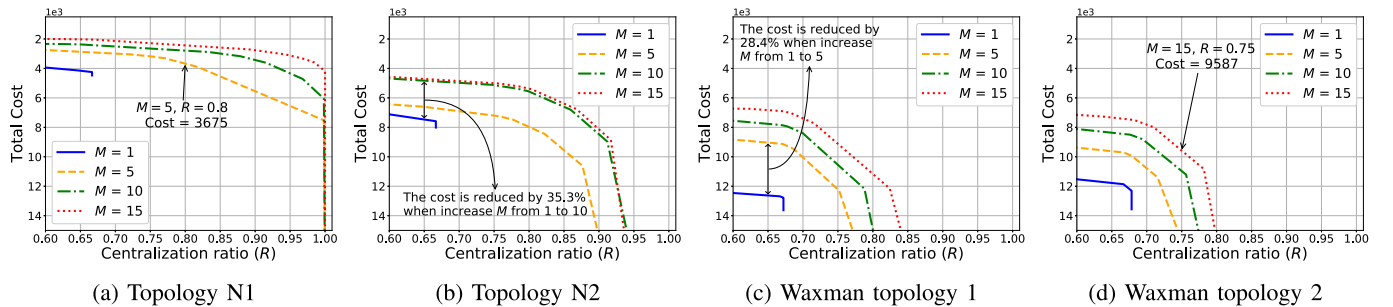 1e3
Total Cost
2
4
6
8
10
12
14
0.60 0.65 0.70 0.75 0.80 0.85 0.90 0.95 1.00
Centralization ratio (R)
M = 5, R = 0.8
Cost = 3675
M = 1
M = 5
M = 10
M = 15
(a) Topology N1
1e3
Total Cost
2
4
6
8
10
12
14
0.60 0.65 0.70 0.75 0.80 0.85 0.90 0.95 1.00
Centralization ratio (R)
M = 1
M = 5
M = 10
M = 15
The cost is reduced by 35.3%
when increase M from 1 to 10
(b) Topology N2
1e3
Total Cost
2
4
6
8
10
12
14
0.60 0.65 0.70 0.75 0.80 0.85 0.90 0.95 1.00
Centralization ratio (R)
The cost is reduced by
28.4% when increase
M from 1 to 5
M = 1
M = 5
M = 10
M = 15
(c) Waxman topology 1
1e3
Total Cost
2
4
6
8
10
12
14
0.60 0.65 0.70 0.75 0.80 0.85 0.90 0.95 1.00
Centralization ratio (R)
M = 1
M = 5
M = 10
M = 15
M = 15, R = 0.75
Cost = 9587
(d) Waxman topology 2